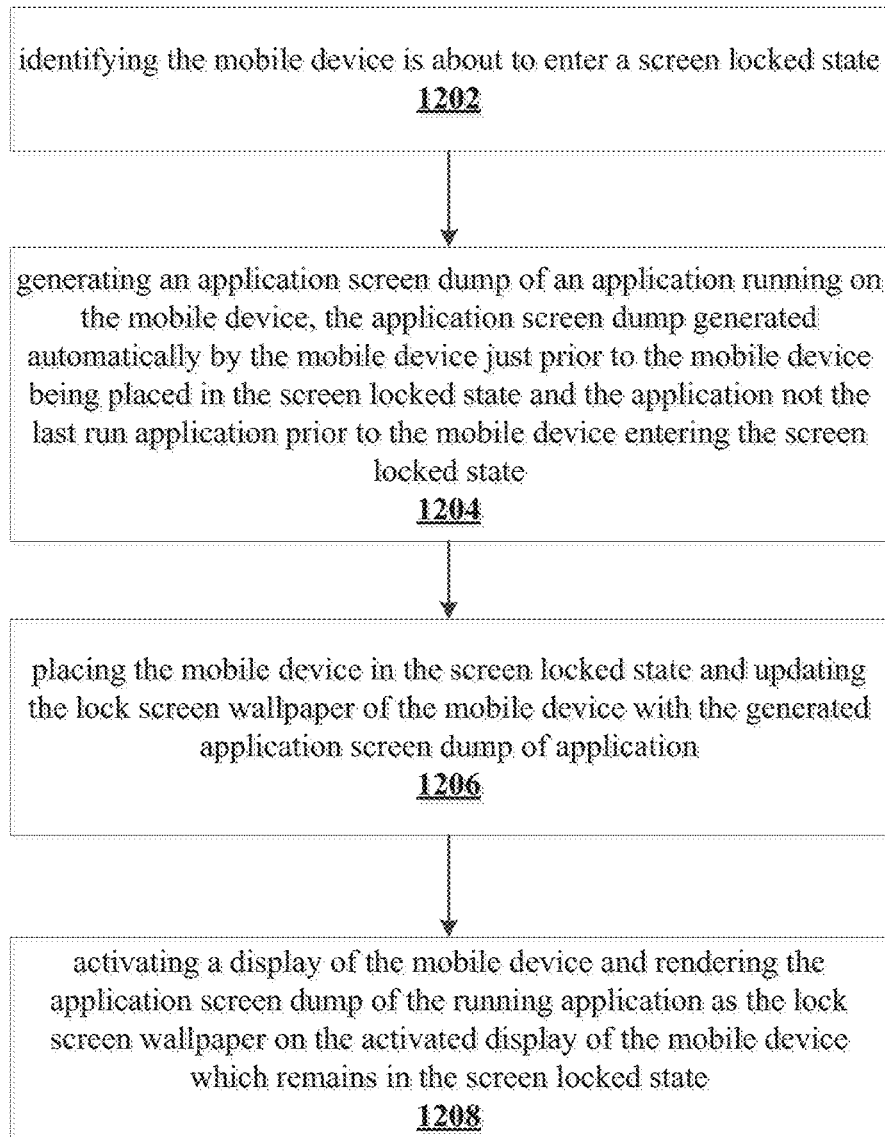 identifying the mobile device is about to enter a screen locked state
1202
generating an application screen dump of an application running on
the mobile device, the application screen dump generated
automatically by the mobile device just prior to the mobile device
being placed in the screen locked state and the application not the
last run application prior to the mobile device entering the screen
locked state
1204
placing the mobile device in the screen locked state and updating
the lock screen wallpaper of the mobile device with the generated
application screen dump of application
1206
activating a display of the mobile device and rendering the
application screen dump of the running application as the lock
screen wallpaper on the activated display of the mobile device
which remains in the screen locked state
1208